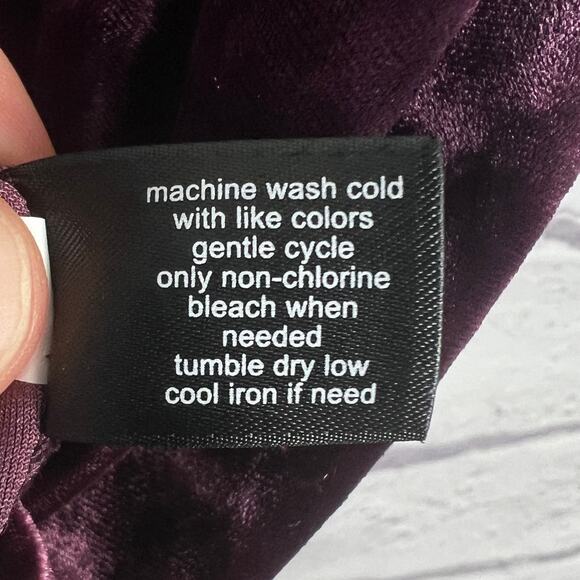 machine wash cold
with like colors
gentle cycle
only non-chlorine
bleach when
needed
tumble dry low
cool iron if need